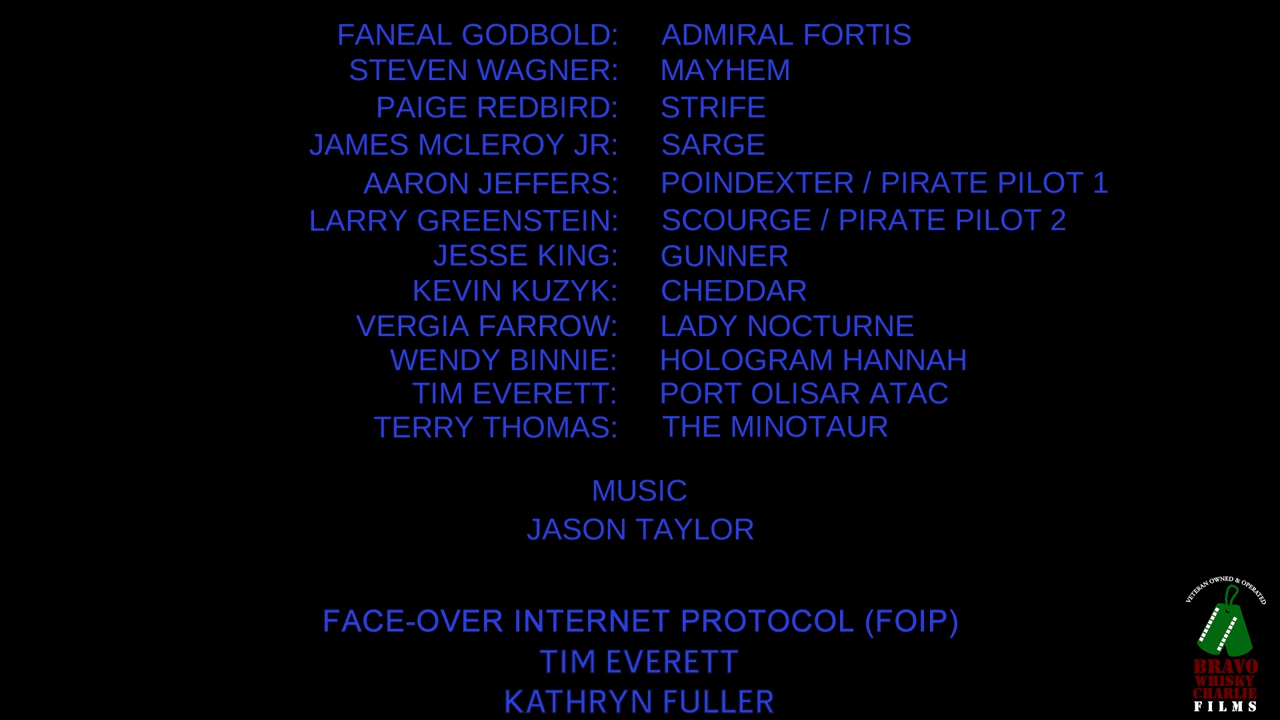 FANEAL GODBOLD: ADMIRAL FORTIS
STEVEN WAGNER: MAYHEM
PAIGE REDBIRD: STRIFE
JAMES MCLEROY JR: SARGE
AARON JEFFERS: POINDEXTER / PIRATE PILOT 1
LARRY GREENSTEIN: SCOURGE / PIRATE PILOT 2
JESSE KING: GUNNER
KEVIN KUZYK: CHEDDAR
VERGIA FARROW: LADY NOCTURNE
WENDY BINNIE: HOLOGRAM HANNAH
TIM EVERETT: PORT OLISAR ATAC
TERRY THOMAS: THE MINOTAUR
MUSIC
JASON TAYLOR
FACE-OVER INTERNET PROTOCOL (FOIP)
TIM EVERETT
KATHRYN FULLER
VETERAN OWNED & OPERATED
BRAVO
WHISKY
CHARLIE
FILMS